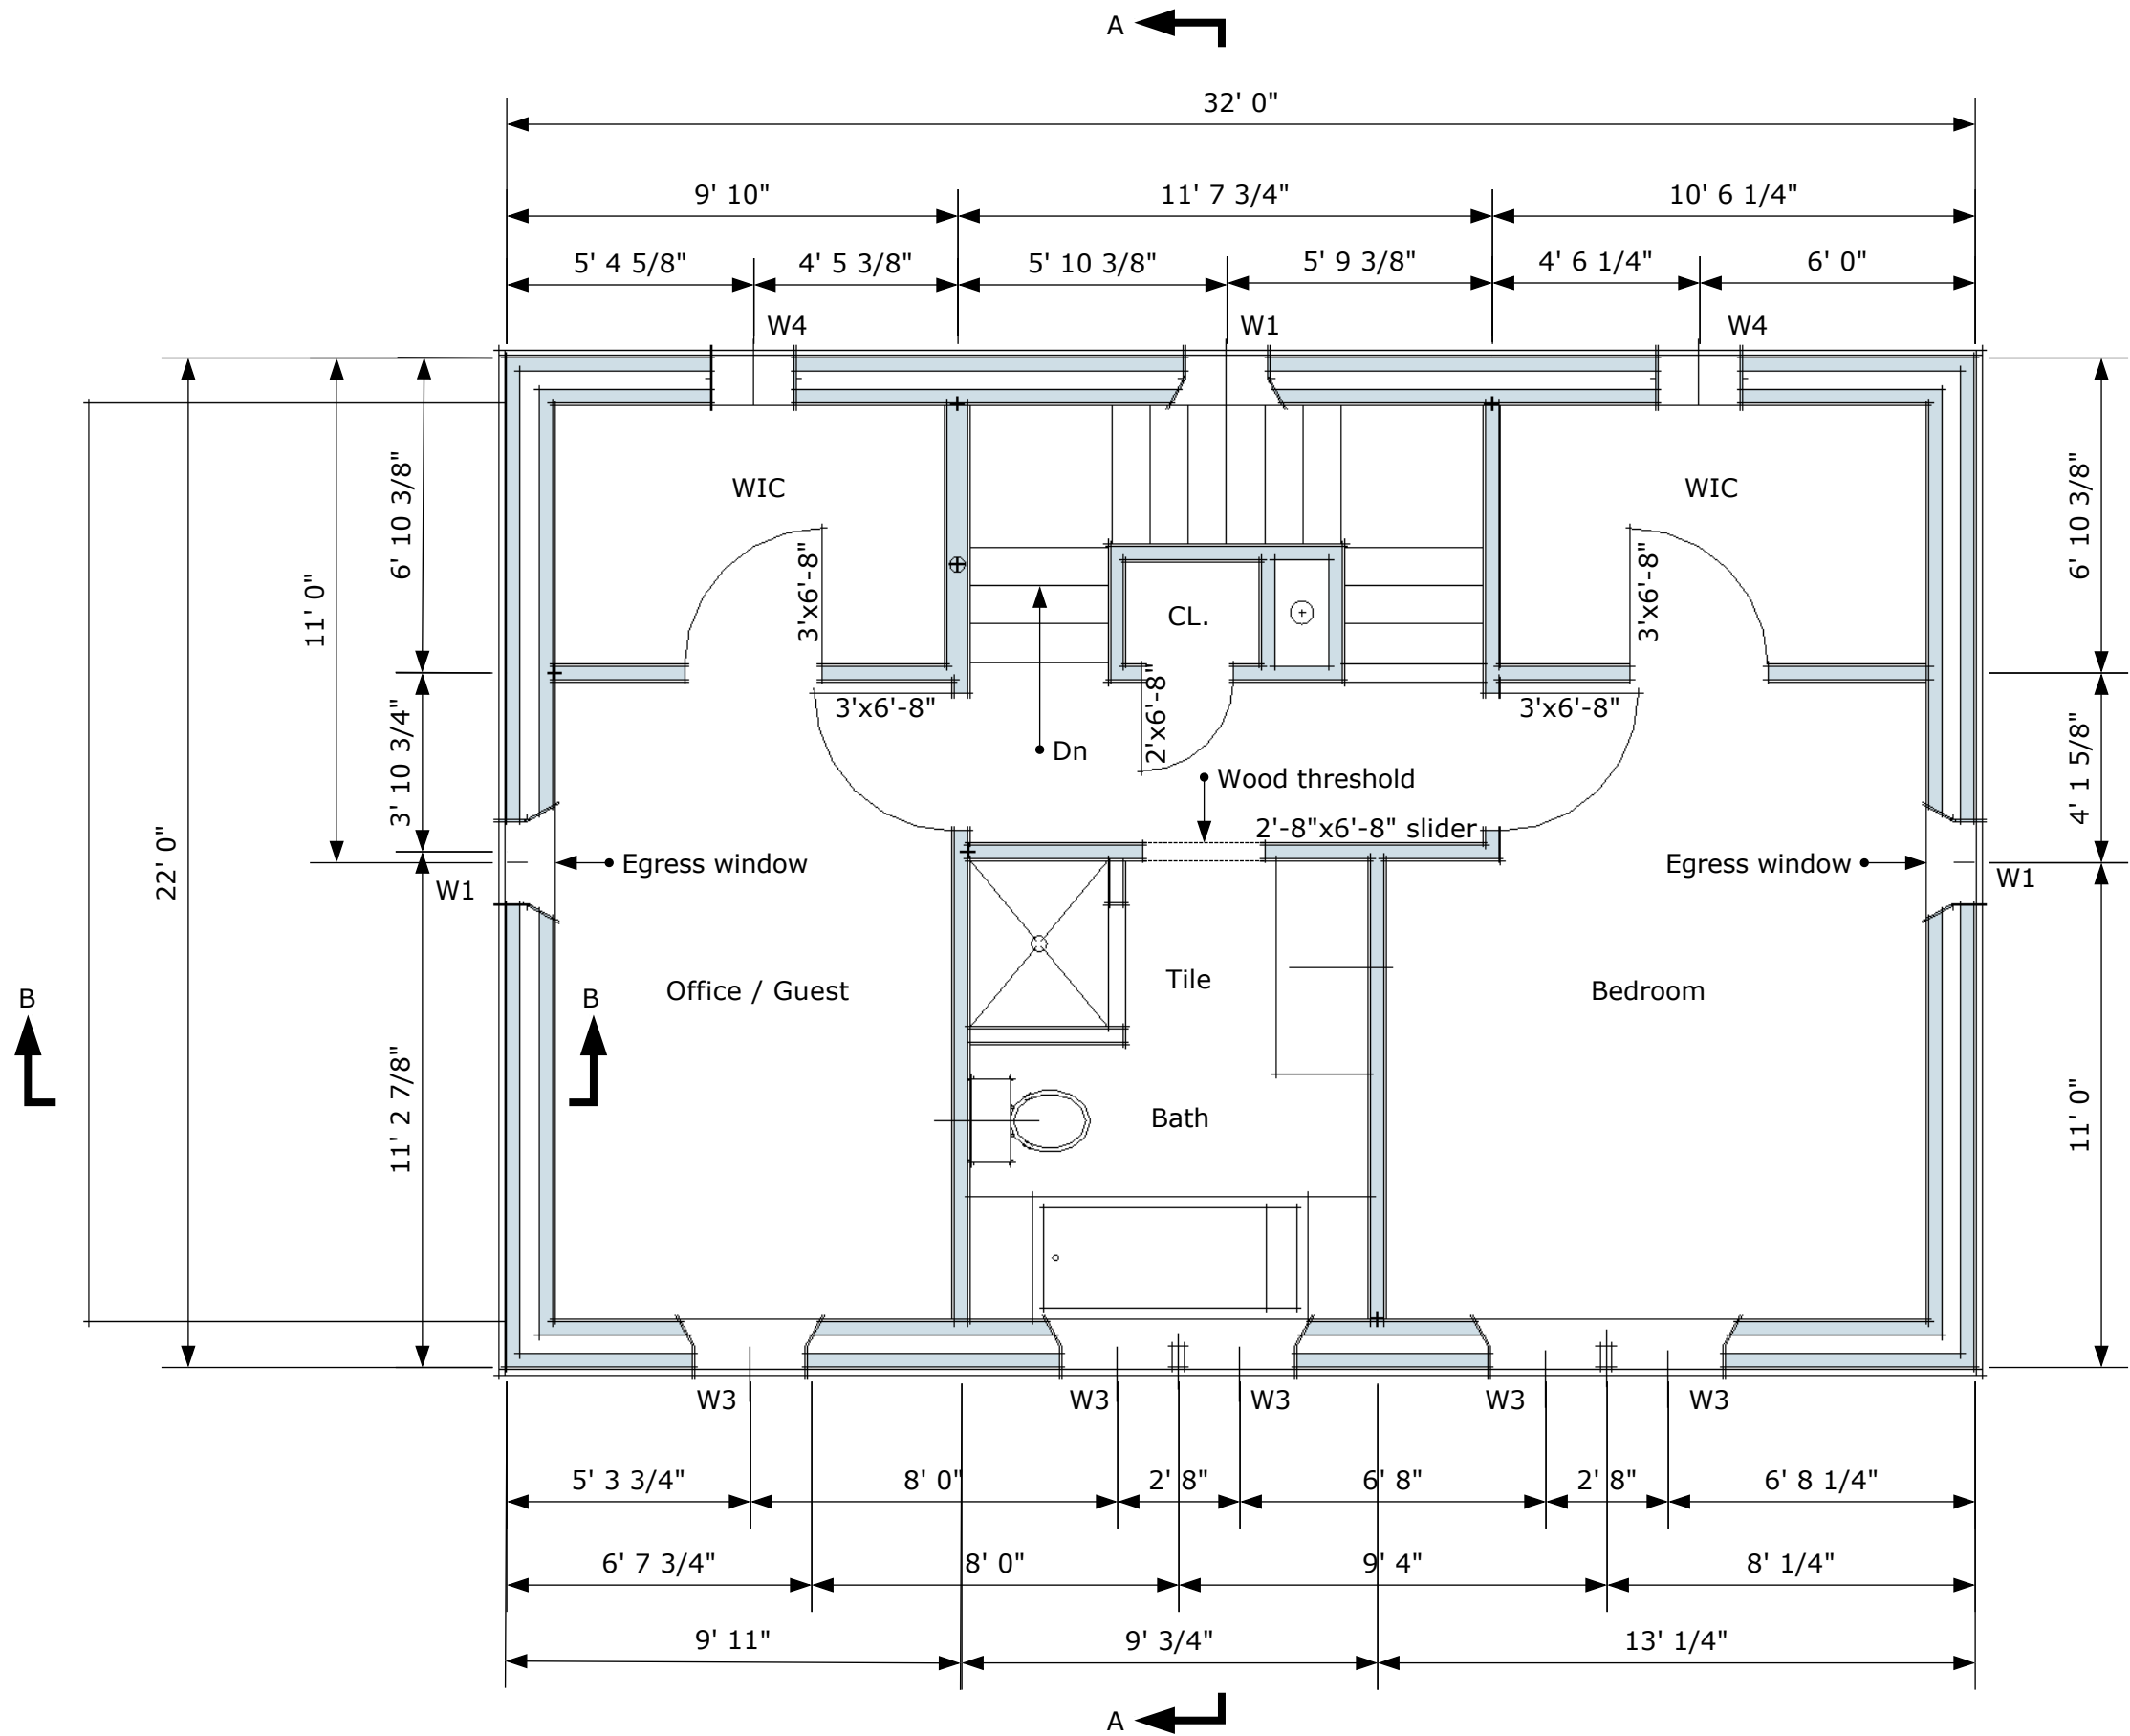 A
32' 0"
9' 10"
11' 7 3/4"
10' 6 1/4"
5' 4 5/8"
4' 5 3/8"
5' 10 3/8"
5' 9 3/8"
4' 6 1/4"
6' 0"
W4
W1
W4
22' 0"
11' 0"
6' 10 3/8"
3' 10 3/4"
11' 2 7/8"
6' 10 3/8"
4' 1 5/8"
11' 0"
WIC
WIC
3'x6'-8"
3'x6'-8"
CL.
3'x6'-8"
2'x6'-8"
3'x6'-8"
Dn
Wood threshold
2'-8"x6'-8" slider
Egress window
Egress window
W1
W1
B
B
Office / Guest
Tile
Bedroom
Bath
W3
W3
W3
W3
W3
5' 3 3/4"
8' 0"
2' 8"
6' 8"
2' 8"
6' 8 1/4"
6' 7 3/4"
8' 0"
9' 4"
8' 1/4"
9' 11"
9' 3/4"
13' 1/4"
A